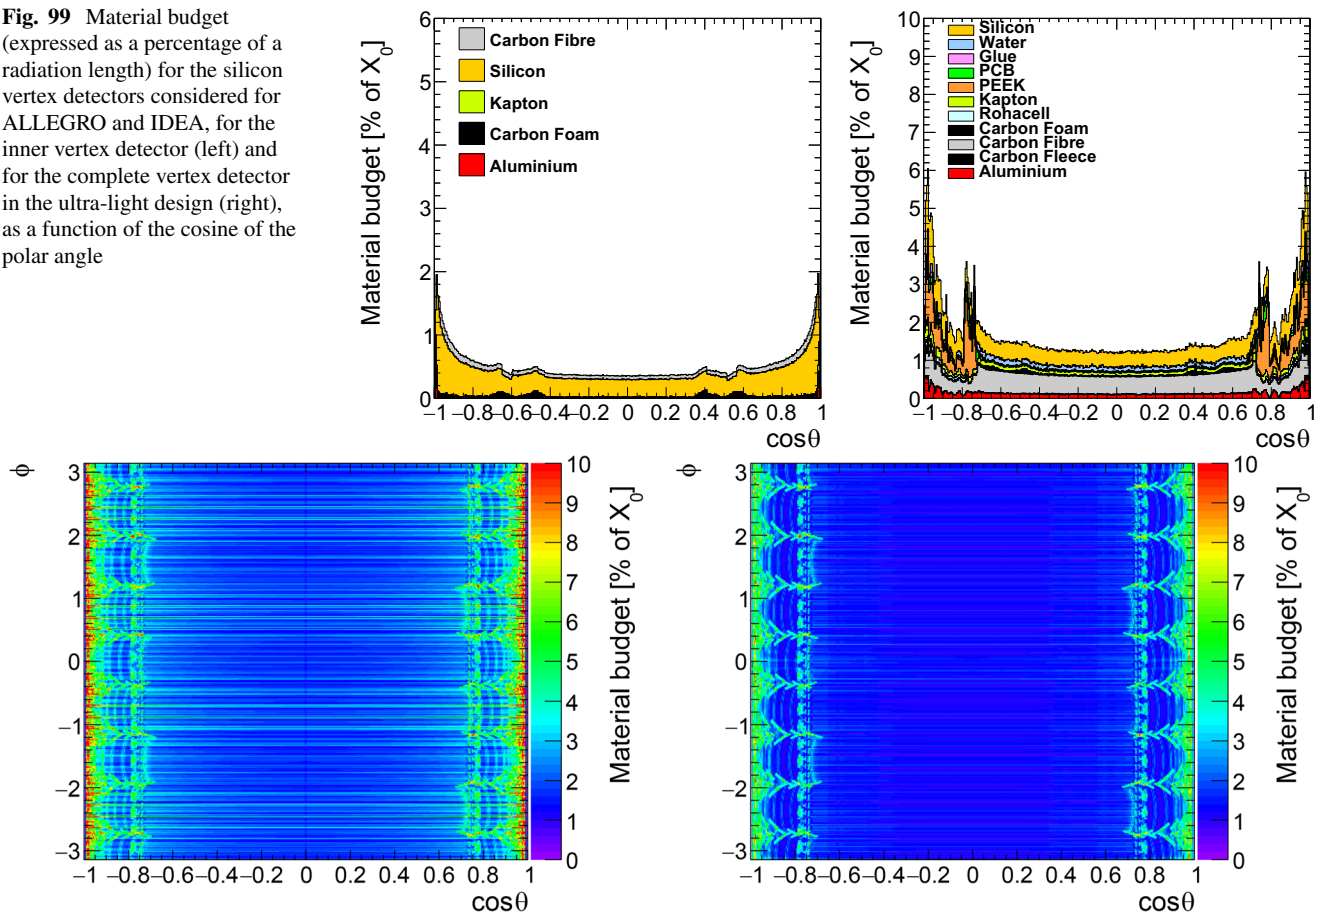 Fig. 99 Material budget
(expressed as a percentage of a
radiation length) for the silicon
vertex detectors considered for
ALLEGRO and IDEA, for the
inner vertex detector (left) and
for the complete vertex detector
in the ultra-light design (right),
as a function of the cosine of the
polar angle
Material budget [% of X0]
6
5
4
3
2
1
0
Carbon Fibre
Silicon
Kapton
Carbon Foam
Aluminium
−1 −0.8 −0.6 −0.4 −0.2 0 0.2 0.4 0.6 0.8 1
cosθ
Material budget [% of X0]
10
9
8
7
6
5
4
3
2
1
0
Silicon
Water
Glue
PCB
PEEK
Kapton
Rohacell
Carbon Foam
Carbon Fibre
Carbon Fleece
Aluminium
−1 −0.8 −0.6 −0.4 −0.2 0 0.2 0.4 0.6 0.8 1
cosθ
ϕ
3
2
1
0
−1
−2
−3
−1 −0.8 −0.6 −0.4 −0.2 0 0.2 0.4 0.6 0.8 1
cosθ
10
9
8
7
6
5
4
3
2
1
0
Material budget [% of X0]
ϕ
3
2
1
0
−1
−2
−3
−1 −0.8 −0.6 −0.4 −0.2 0 0.2 0.4 0.6 0.8 1
cosθ
10
9
8
7
6
5
4
3
2
1
0
Material budget [% of X0]